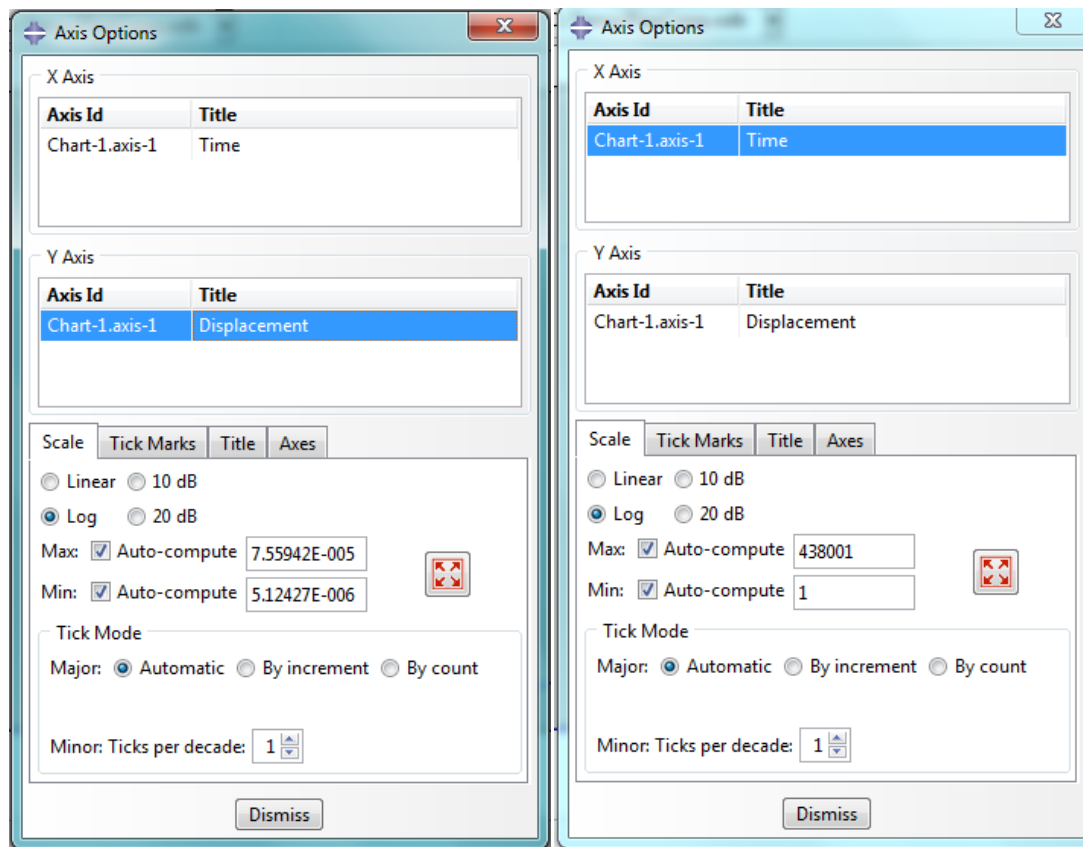 Axis Options
X Axis
Axis Id Title
Chart-1.axis-1 Time
Y Axis
Axis Id Title
Chart-1.axis-1 Displacement
Scale Tick Marks Title Axes
Linear 10 dB
Log 20 dB
Max: Auto-compute 7.55942E-005
Min: Auto-compute 5.12427E-006
Tick Mode
Major: Automatic By increment By count
Minor: Ticks per decade: 1
Dismiss
Axis Options
X Axis
Axis Id Title
Chart-1.axis-1 Time
Y Axis
Axis Id Title
Chart-1.axis-1 Displacement
Scale Tick Marks Title Axes
Linear 10 dB
Log 20 dB
Max: Auto-compute 438001
Min: Auto-compute 1
Tick Mode
Major: Automatic By increment By count
Minor: Ticks per decade: 1
Dismiss